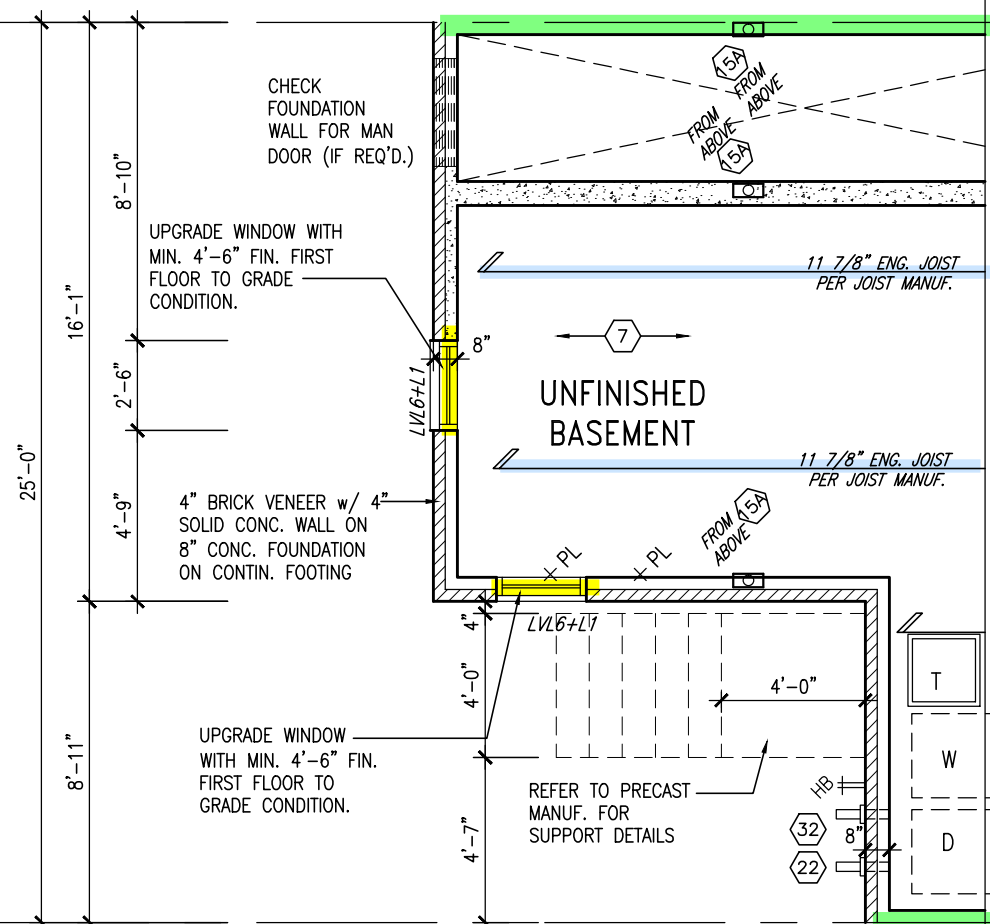 CHECK
FOUNDATION
WALL FOR MAN
DOOR (IF REQ'D.)
15A
FROM
ABOVE
FROM
ABOVE
15A
8'-10"
UPGRADE WINDOW WITH
MIN. 4'-6" FIN. FIRST
FLOOR TO GRADE
CONDITION.
11 7/8" ENG. JOIST
PER JOIST MANUF.
16'-1"
7
8"
2'-6"
LVL6+L1
UNFINISHED
BASEMENT
25'-0"
11 7/8" ENG. JOIST
PER JOIST MANUF.
4'-9"
4" BRICK VENEER w/ 4"
SOLID CONC. WALL ON
8" CONC. FOUNDATION
ON CONTIN. FOOTING
15A
FROM
ABOVE
PL
PL
4"
LVL6+L1
4'-0"
4'-0"
T
8'-11"
UPGRADE WINDOW
WITH MIN. 4'-6" FIN.
FIRST FLOOR TO
GRADE CONDITION.
REFER TO PRECAST
MANUF. FOR
SUPPORT DETAILS
W
HB
4'-7"
32
8"
D
22